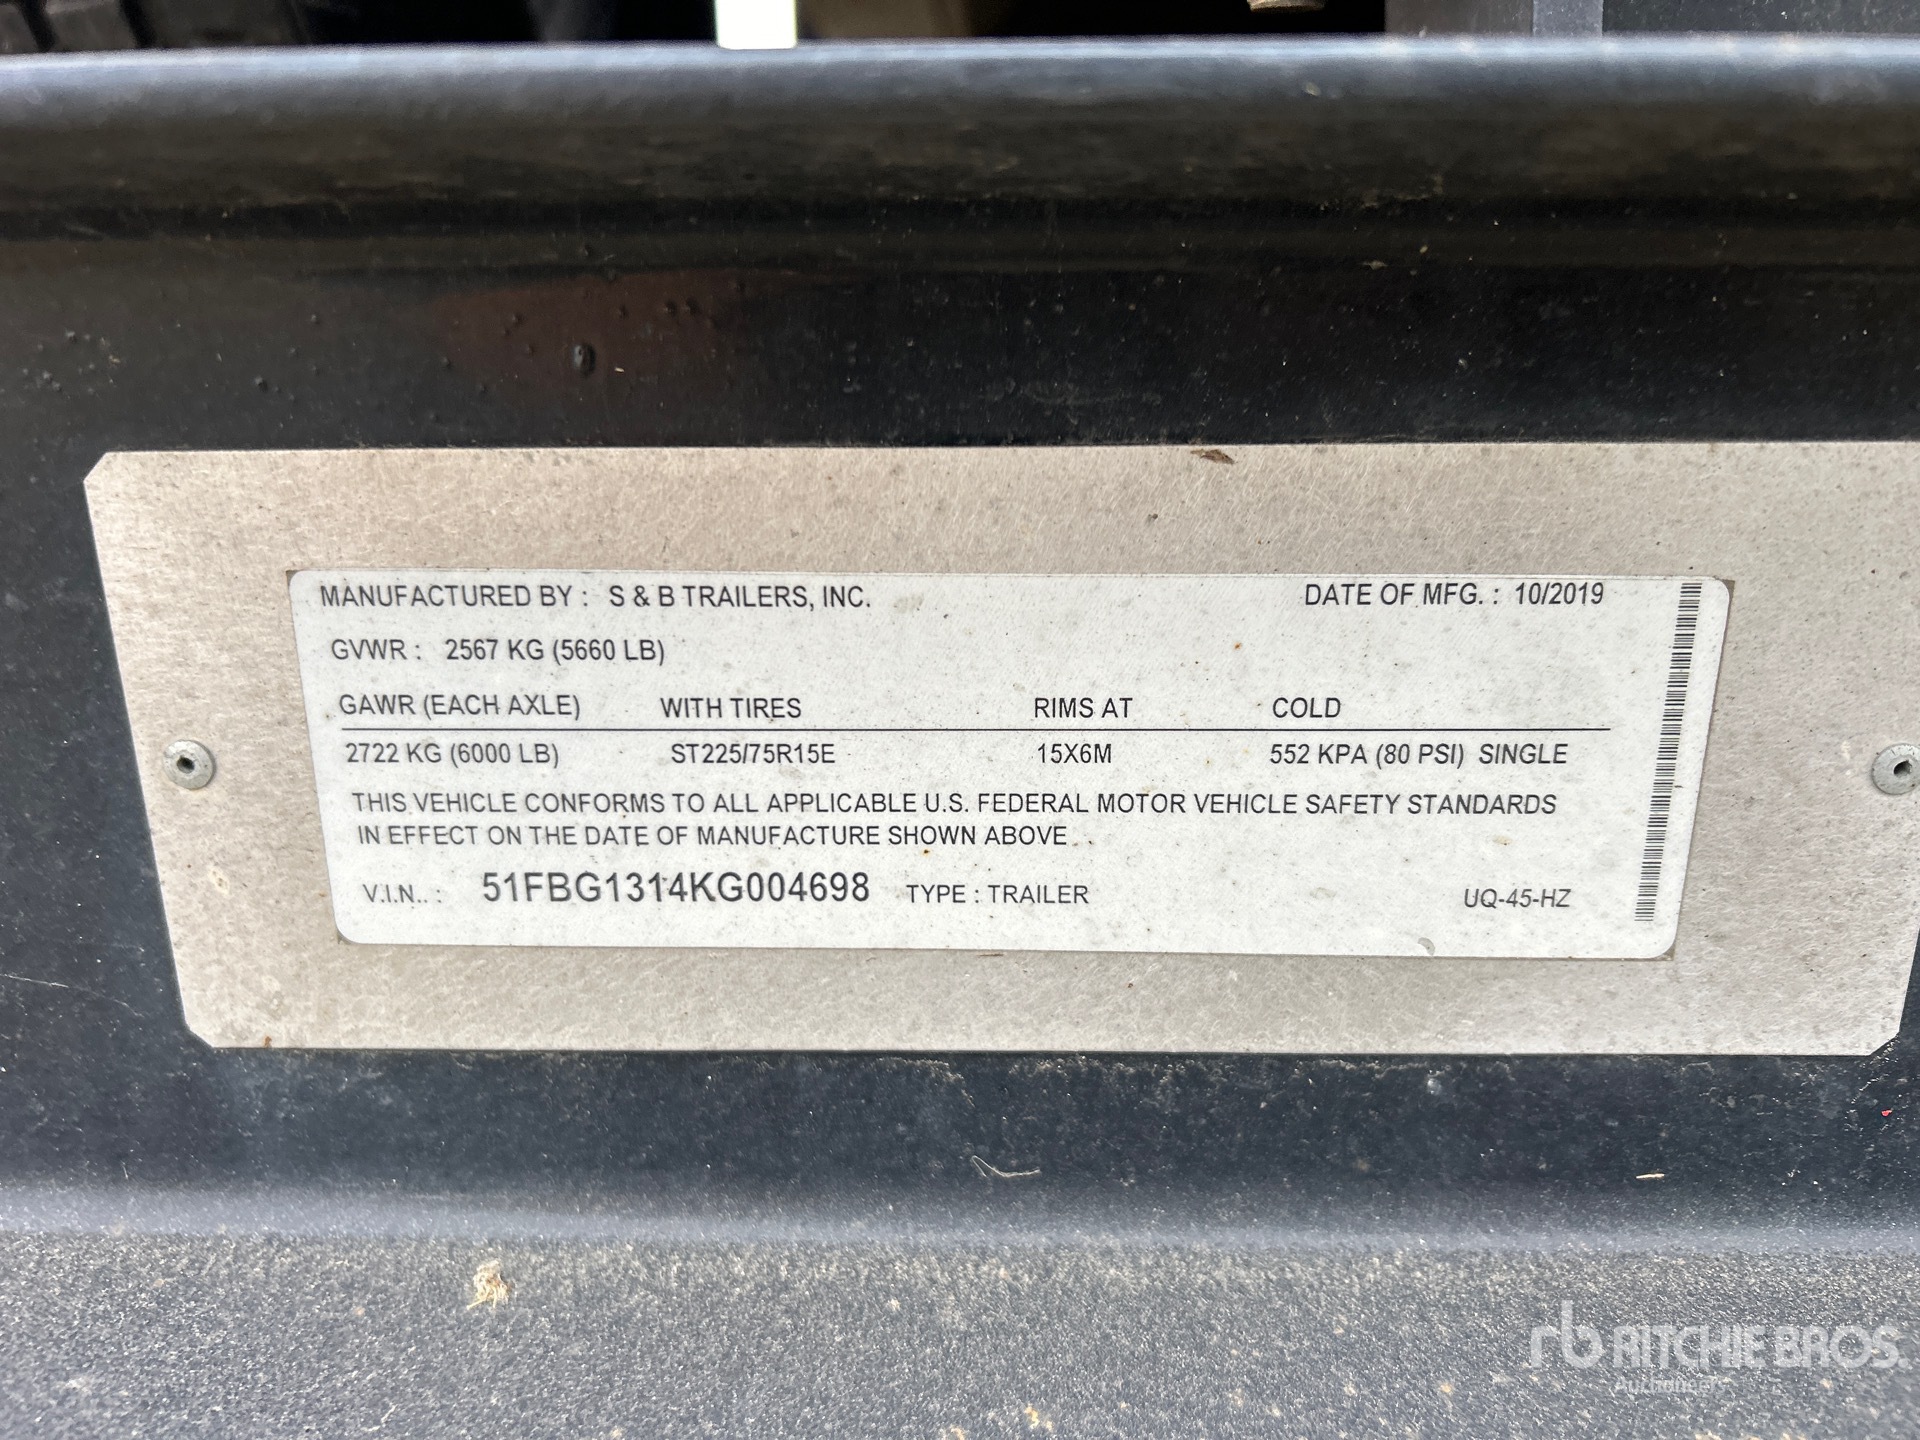 MANUFACTURED BY : S & B TRAILERS, INC. DATE OF MFG. : 10/2019
GVWR : 2567 KG (5660 LB)
GAWR (EACH AXLE) WITH TIRES RIMS AT COLD
2722 KG (6000 LB) ST225/75R15E 15X6M 552 KPA (80 PSI) SINGLE
THIS VEHICLE CONFORMS TO ALL APPLICABLE U.S. FEDERAL MOTOR VEHICLE SAFETY STANDARDS
IN EFFECT ON THE DATE OF MANUFACTURE SHOWN ABOVE .
V.I.N.. : 51FBG1314KG004698 TYPE : TRAILER UQ-45-HZ
rb RITCHIE BROS.
Auctioneers